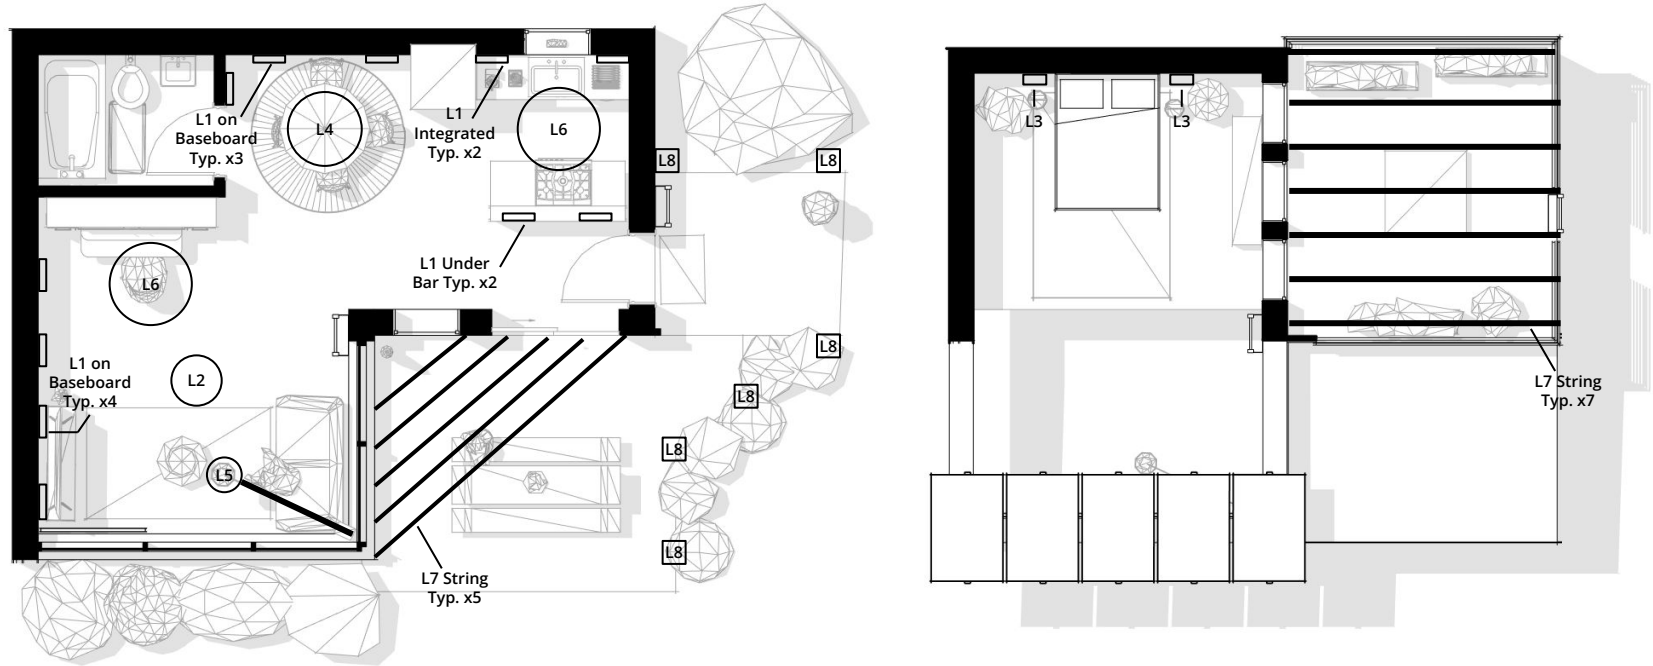 L1 on
Baseboard
Typ. x3
L4
L1
Integrated
Typ. x2
L6
L8
L8
L1 Under
Bar Typ. x2
L6
L2
L1 on
Baseboard
Typ. x4
L5
L8
L8
L8
L8
L7 String
Typ. x5
L3
L3
L7 String
Typ. x7